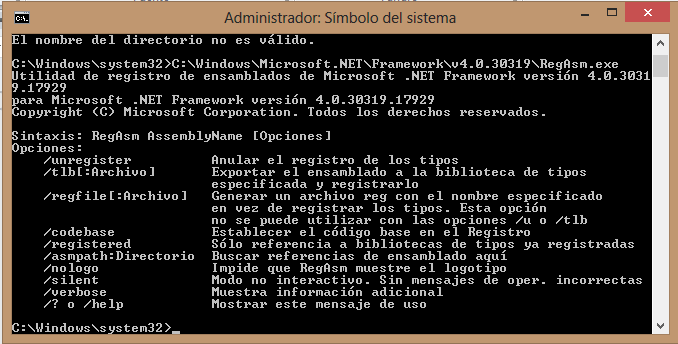 Administrador: Símbolo del sistema
El nombre del directorio no es válido.
C:\Windows\system32>C:\Windows\Microsoft.NET\Framework\v4.0.30319\RegAsm.exe
Utilidad de registro de ensamblados de Microsoft .NET Framework versión 4.0.3031
9.17929
para Microsoft .NET Framework versión 4.0.30319.17929
Copyright (C) Microsoft Corporation. Todos los derechos reservados.
Sintaxis: RegAsm AssemblyName [Opciones]
Opciones:
/unregister Anular el registro de los tipos
/tlb[:Archivo] Exportar el ensamblado a la biblioteca de tipos
especificada y registrarlo
/regfile[:Archivo] Generar un archivo reg con el nombre especificado
en vez de registrar los tipos. Esta opción
no se puede utilizar con las opciones /u o /tlb
/codebase Establecer el código base en el Registro
/registered Sólo referencia a bibliotecas de tipos ya registradas
/asmpath:Directorio Buscar referencias de ensamblado aquí
/nologo Impide que RegAsm muestre el logotipo
/silent Modo no interactivo. Sin mensajes de oper. incorrectas
/verbose Muestra información adicional
/? o /help Mostrar este mensaje de uso
C:\Windows\system32>_